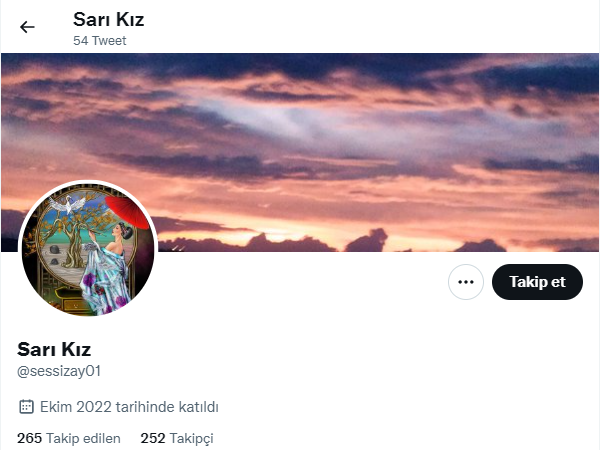 Sarı Kız
54 Tweet
Takip et
Sarı Kız
@sessizay01
Ekim 2022 tarihinde katıldı
265 Takip edilen 252 Takipçi